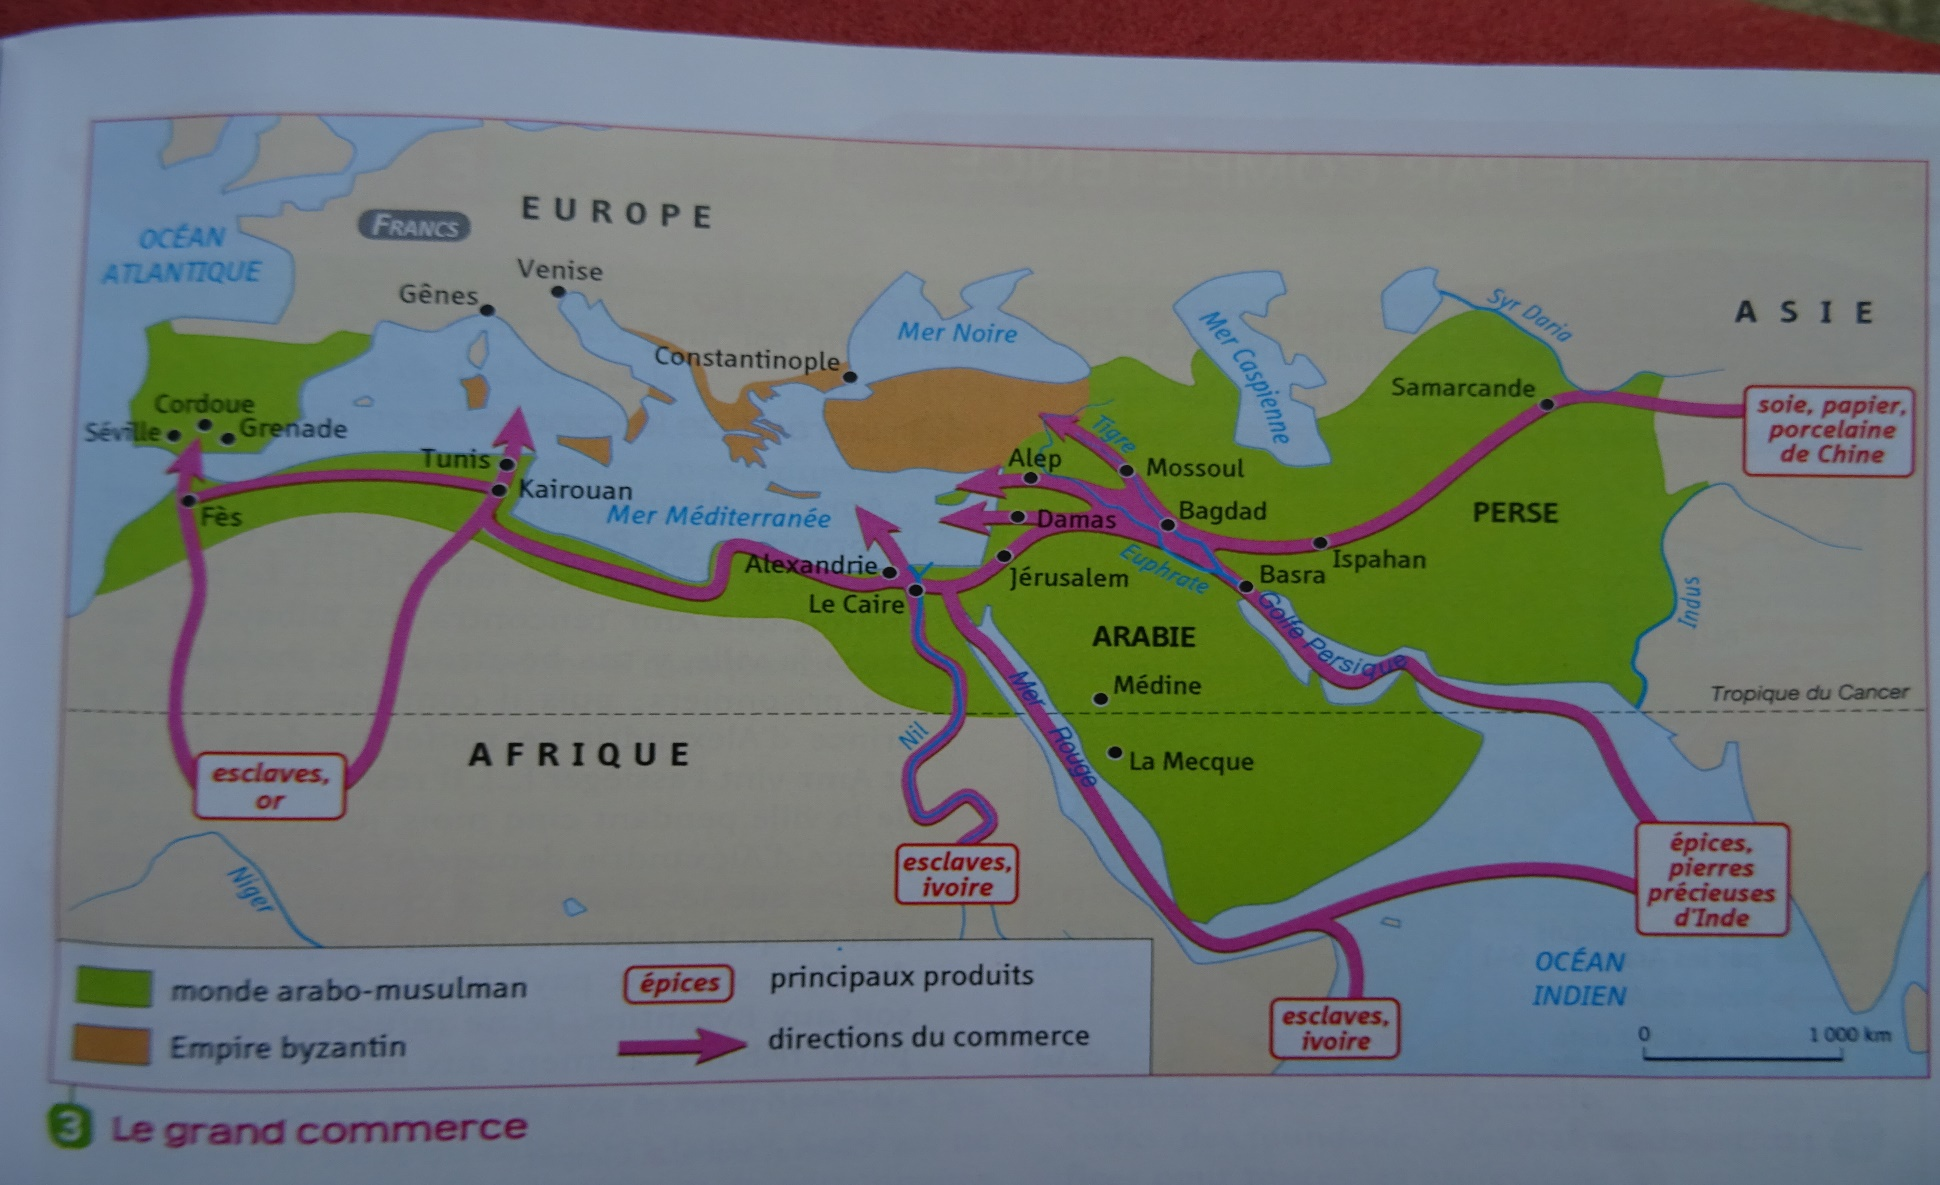 EUROPE
FRANCS
OCÉAN
ATLANTIQUE
Venise
Gênes
Mer Noire
Constantinople
Mer Caspienne
Syr Daria
ASIE
Samarcande
soie, papier,
porcelaine
de Chine
Cordoue
Séville
Grenade
Tunis
Kairouan
Fès
Mer Méditerranée
Tigre
Alep
Mossoul
Damas
Bagdad
PERSE
Euphrate
Ispahan
Alexandrie
Jérusalem
Basra
Le Caire
Golfe Persique
Indus
ARABIE
Médine
Tropique du Cancer
Mer Rouge
Nil
AFRIQUE
La Mecque
esclaves,
or
Niger
esclaves,
ivoire
épices,
pierres
précieuses
d'Inde
OCÉAN
INDIEN
esclaves,
ivoire
0 1 000 km
monde arabo-musulman
épices principaux produits
Empire byzantin
directions du commerce
3 Le grand commerce